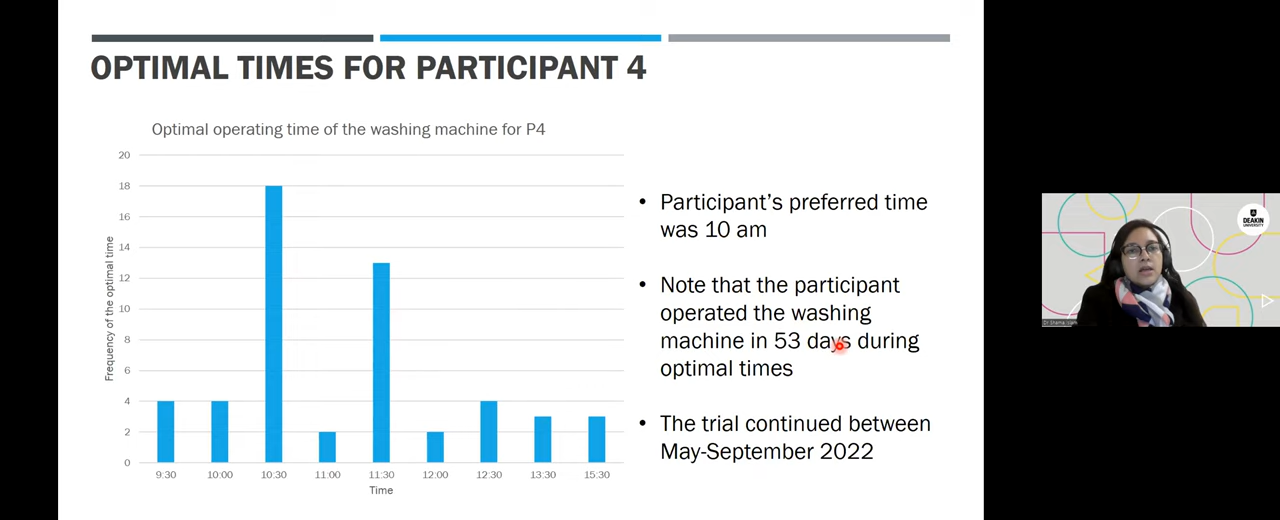 OPTIMAL TIMES FOR PARTICIPANT 4
Optimal operating time of the washing machine for P4
Frequency of the optimal time
20
18
16
14
12
10
8
6
4
2
0
9:30 10:00 10:30 11:00 11:30 12:00 12:30 13:30 15:30
Time
• Participant's preferred time
was 10 am
• Note that the participant
operated the washing
machine in 53 days during
optimal times
• The trial continued between
May-September 2022
DEAKIN
UNIVERSITY